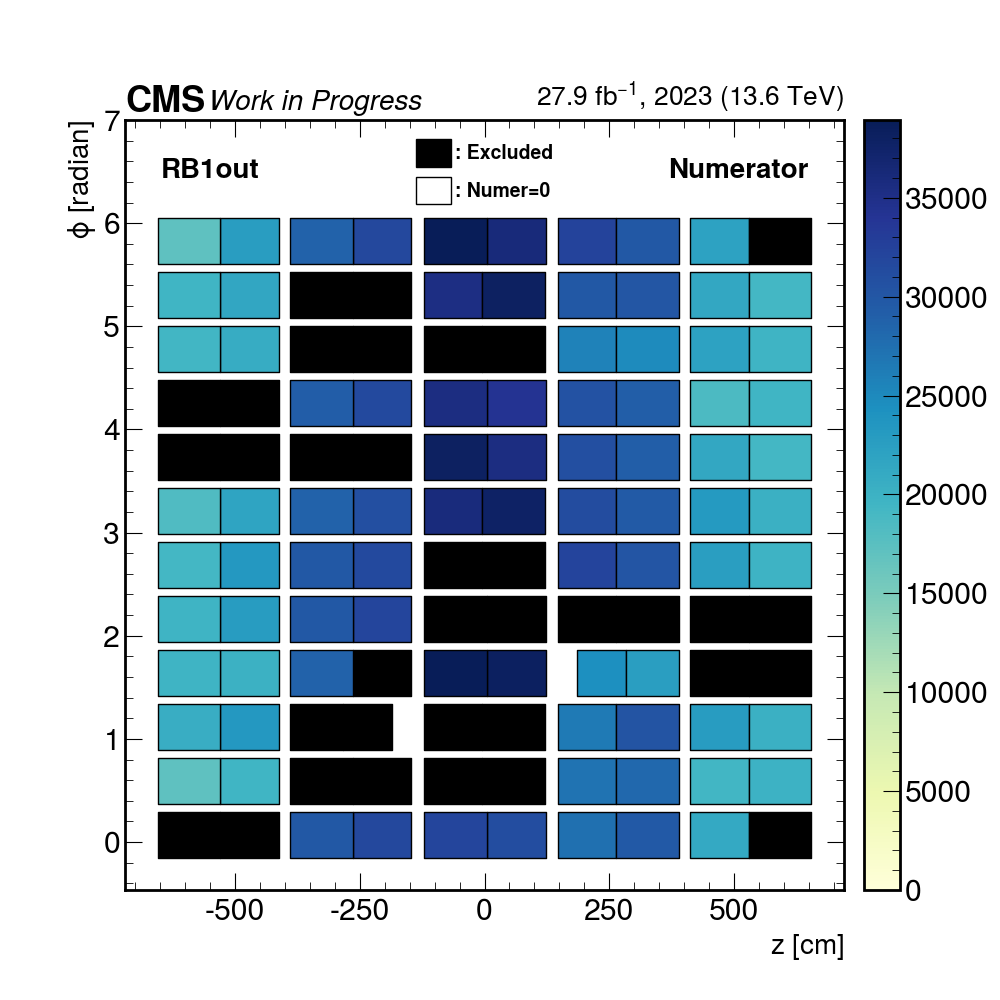 CMS Work in Progress 27.9 fb⁻¹, 2023 (13.6 TeV)
RB1out
: Excluded
: Numer=0
Numerator
ϕ [radian]
7
6
5
4
3
2
1
0
-500 -250 0 250 500
z [cm]
35000
30000
25000
20000
15000
10000
5000
0